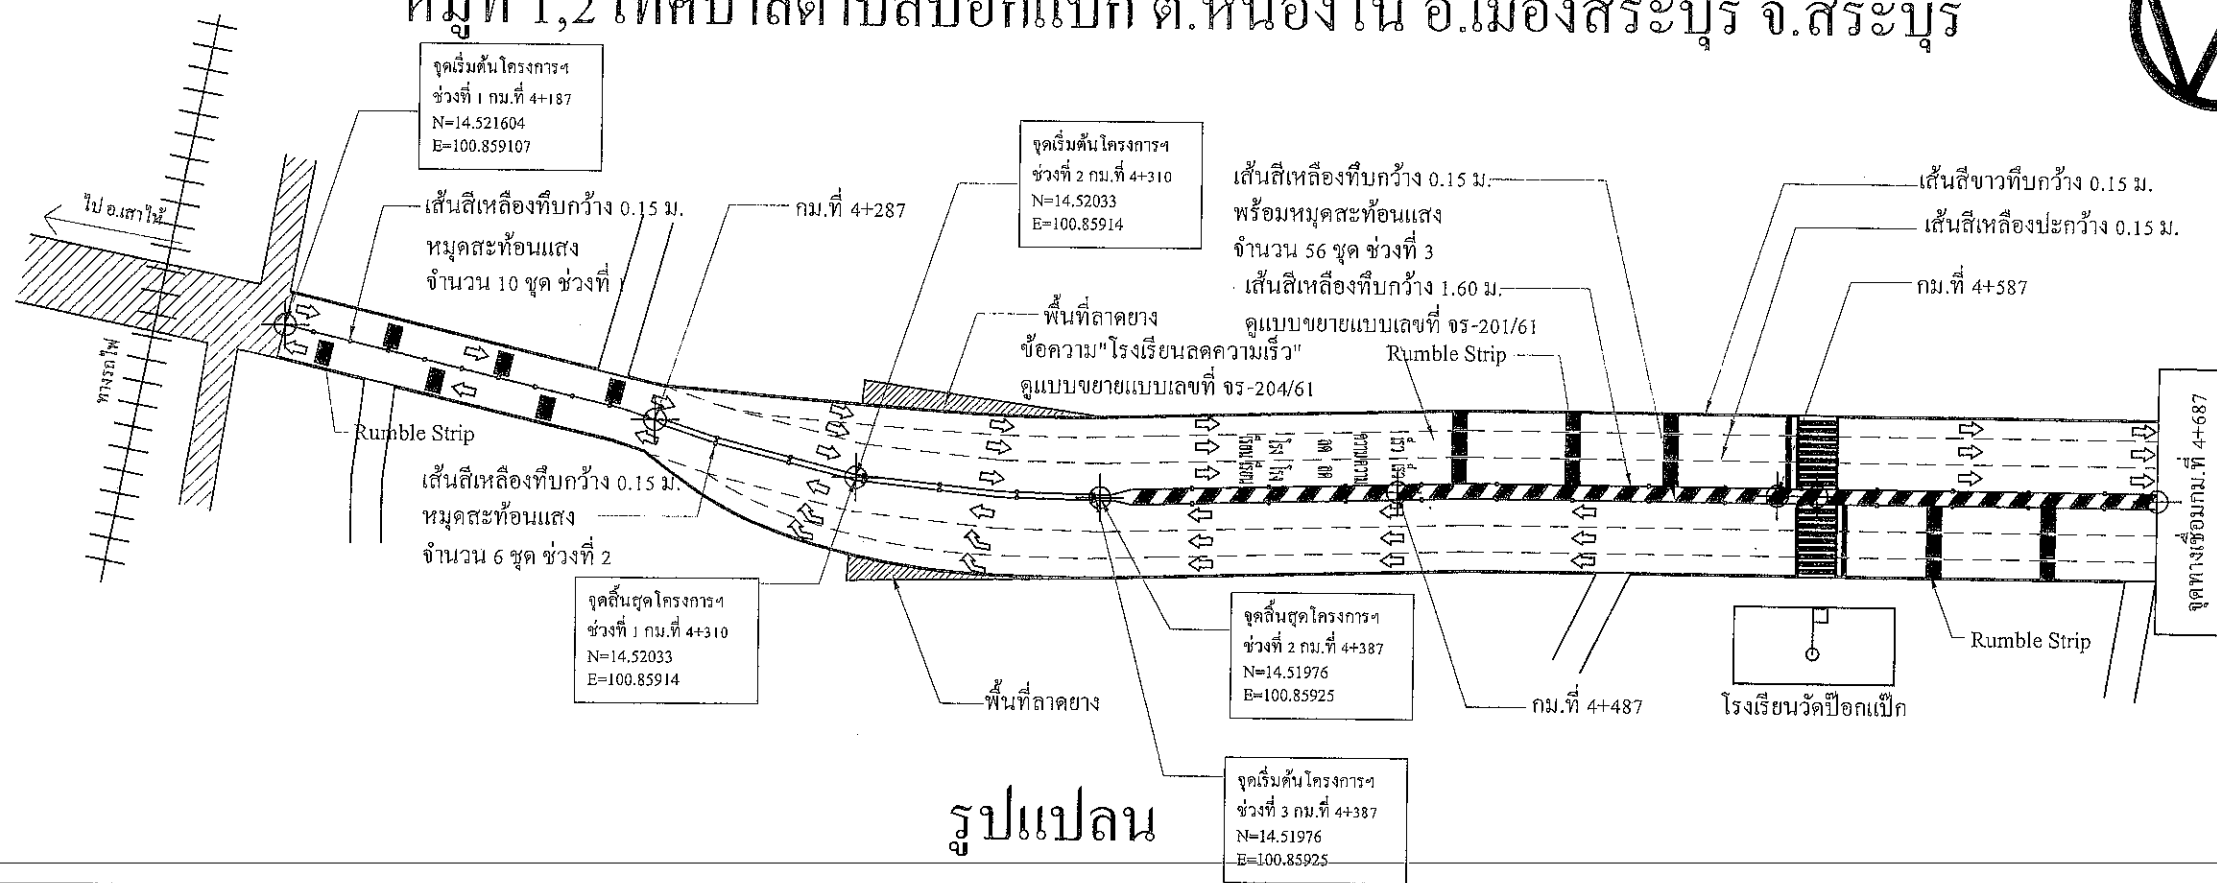 หมู่ที่ 1,2 เทศบาลตำบลป๊อกแป๊ก ต.หนองโน อ.เมืองสระบุรี จ.สระบุรี
จุดเริ่มต้นโครงการฯ
ช่วงที่ 1 กม.ที่ 4+187
N=14.521604
E=100.859107
ไป อ.เสาไห้
เส้นสีเหลืองทึบกว้าง 0.15 ม.
หมุดสะท้อนแสง
จำนวน 10 ชุด ช่วงที่ 1
กม.ที่ 4+287
จุดเริ่มต้นโครงการฯ
ช่วงที่ 2 กม.ที่ 4+310
N=14.52033
E=100.85914
เส้นสีเหลืองทึบกว้าง 0.15 ม.
พร้อมหมุดสะท้อนแสง
จำนวน 56 ชุด ช่วงที่ 3
เส้นสีเหลืองทึบกว้าง 1.60 ม.
ดูแบบขยายแบบเลขที่ จร-201/61
Rumble Strip
เส้นสีขาวทึบกว้าง 0.15 ม.
เส้นสีเหลืองปะกว้าง 0.15 ม.
กม.ที่ 4+587
พื้นที่ลาดยาง
ข้อความ"โรงเรียนลดความเร็ว"
ดูแบบขยายแบบเลขที่ จร-204/61
ทางรถไฟ
Rumble Strip
เส้นสีเหลืองทึบกว้าง 0.15 ม.
หมุดสะท้อนแสง
จำนวน 6 ชุด ช่วงที่ 2
จุดทางเชื่อมกม.ที่ 4+687
จุดสิ้นสุดโครงการฯ
ช่วงที่ 1 กม.ที่ 4+310
N=14.52033
E=100.85914
พื้นที่ลาดยาง
จุดสิ้นสุดโครงการฯ
ช่วงที่ 2 กม.ที่ 4+387
N=14.51976
E=100.85925
กม.ที่ 4+487
โรงเรียนวัดป๊อกแป๊ก
Rumble Strip
รูปแปลน
จุดเริ่มต้นโครงการฯ
ช่วงที่ 3 กม.ที่ 4+387
N=14.51976
E=100.85925